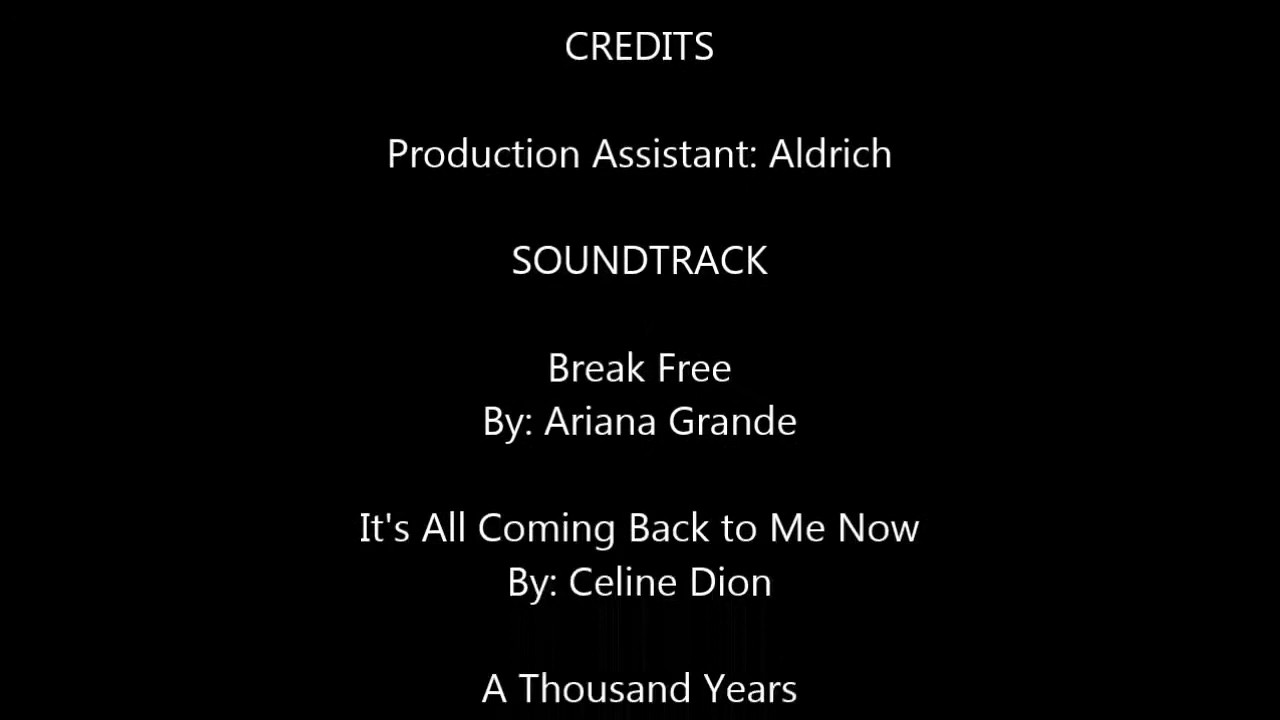 CREDITS
Production Assistant: Aldrich
SOUNDTRACK
Break Free
By: Ariana Grande
It's All Coming Back to Me Now
By: Celine Dion
A Thousand Years